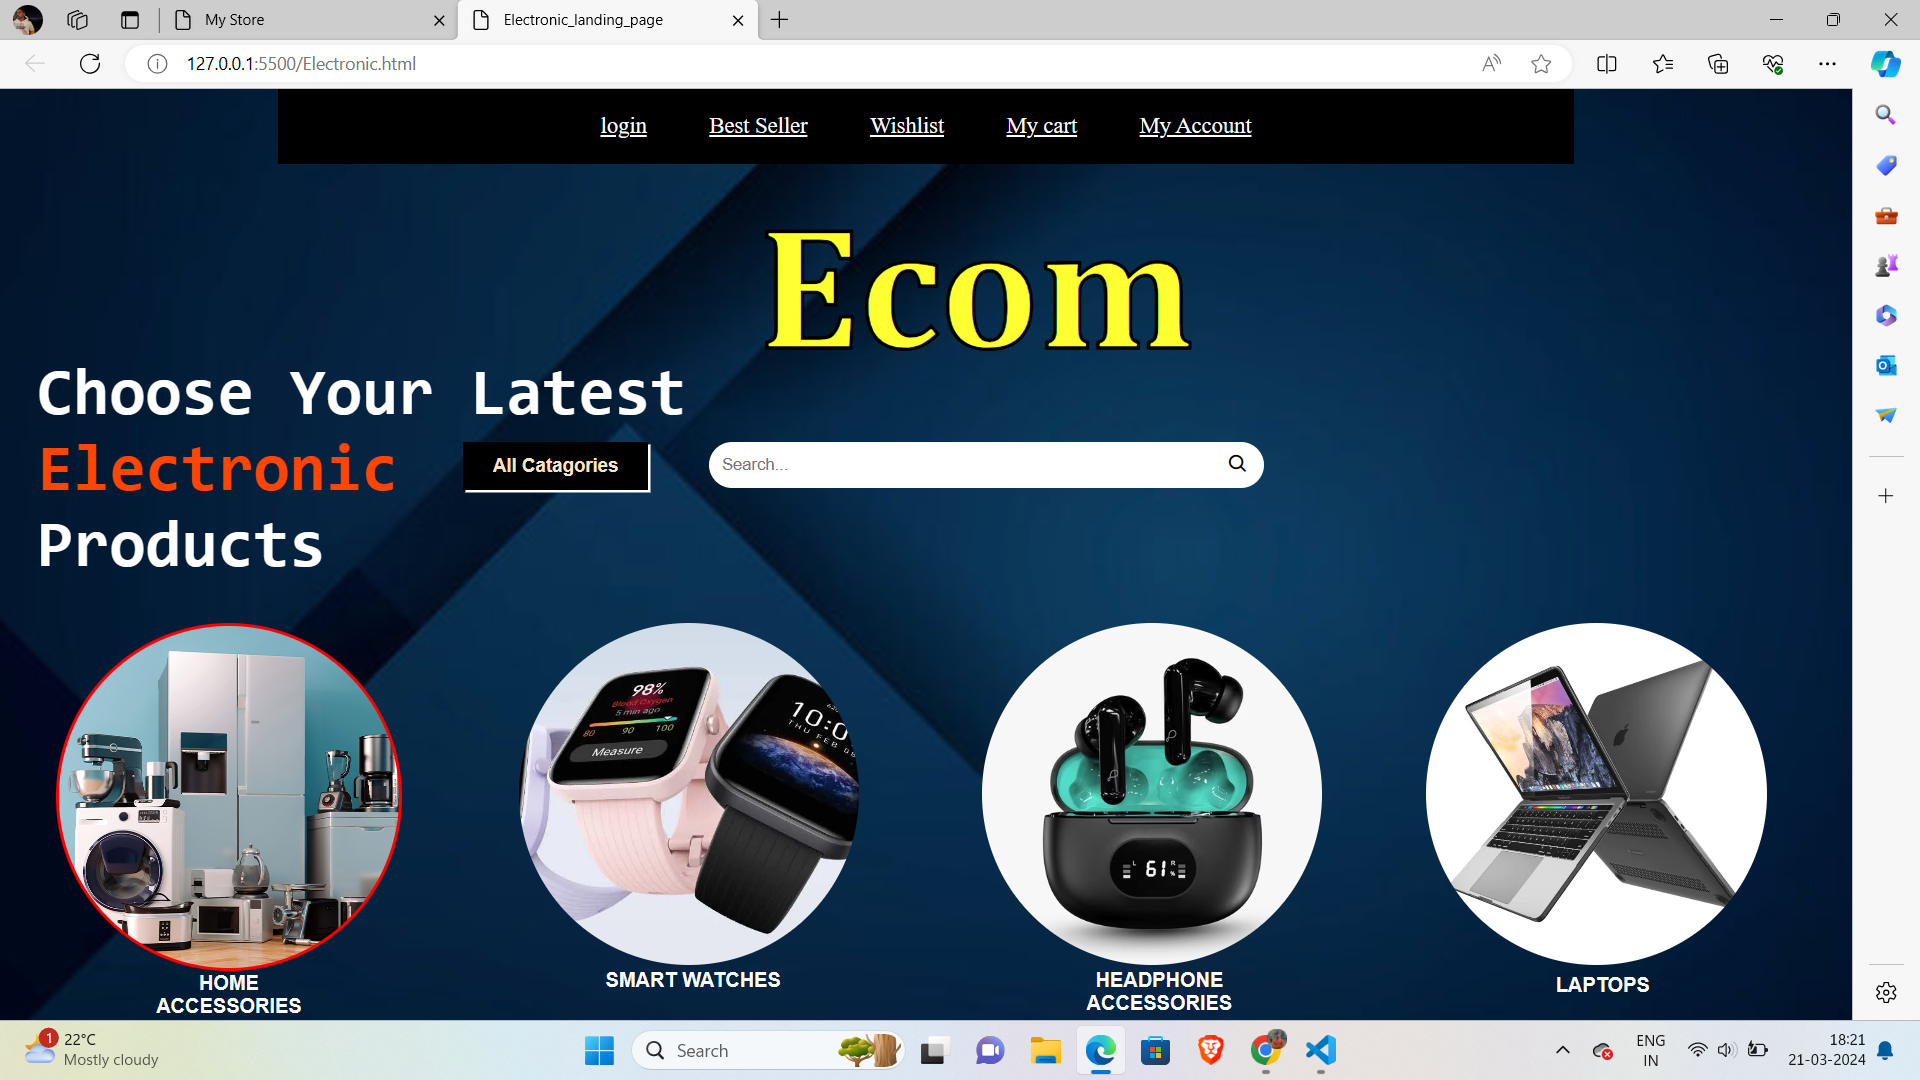 My Store
Electronic_landing_page
127.0.0.1:5500/Electronic.html
login
Best Seller
Wishlist
My cart
My Account
Ecom
Choose Your Latest
Electronic
Products
All Catagories
Search...
98%
Blood Oxygen
5 min ago
80 90 100
Measure
10:0
THU FEB 08
L 61% R
HOME
ACCESSORIES
SMART WATCHES
HEADPHONE
ACCESSORIES
LAPTOPS
1
22°C
Mostly cloudy
Search
ENG
IN
18:21
21-03-2024